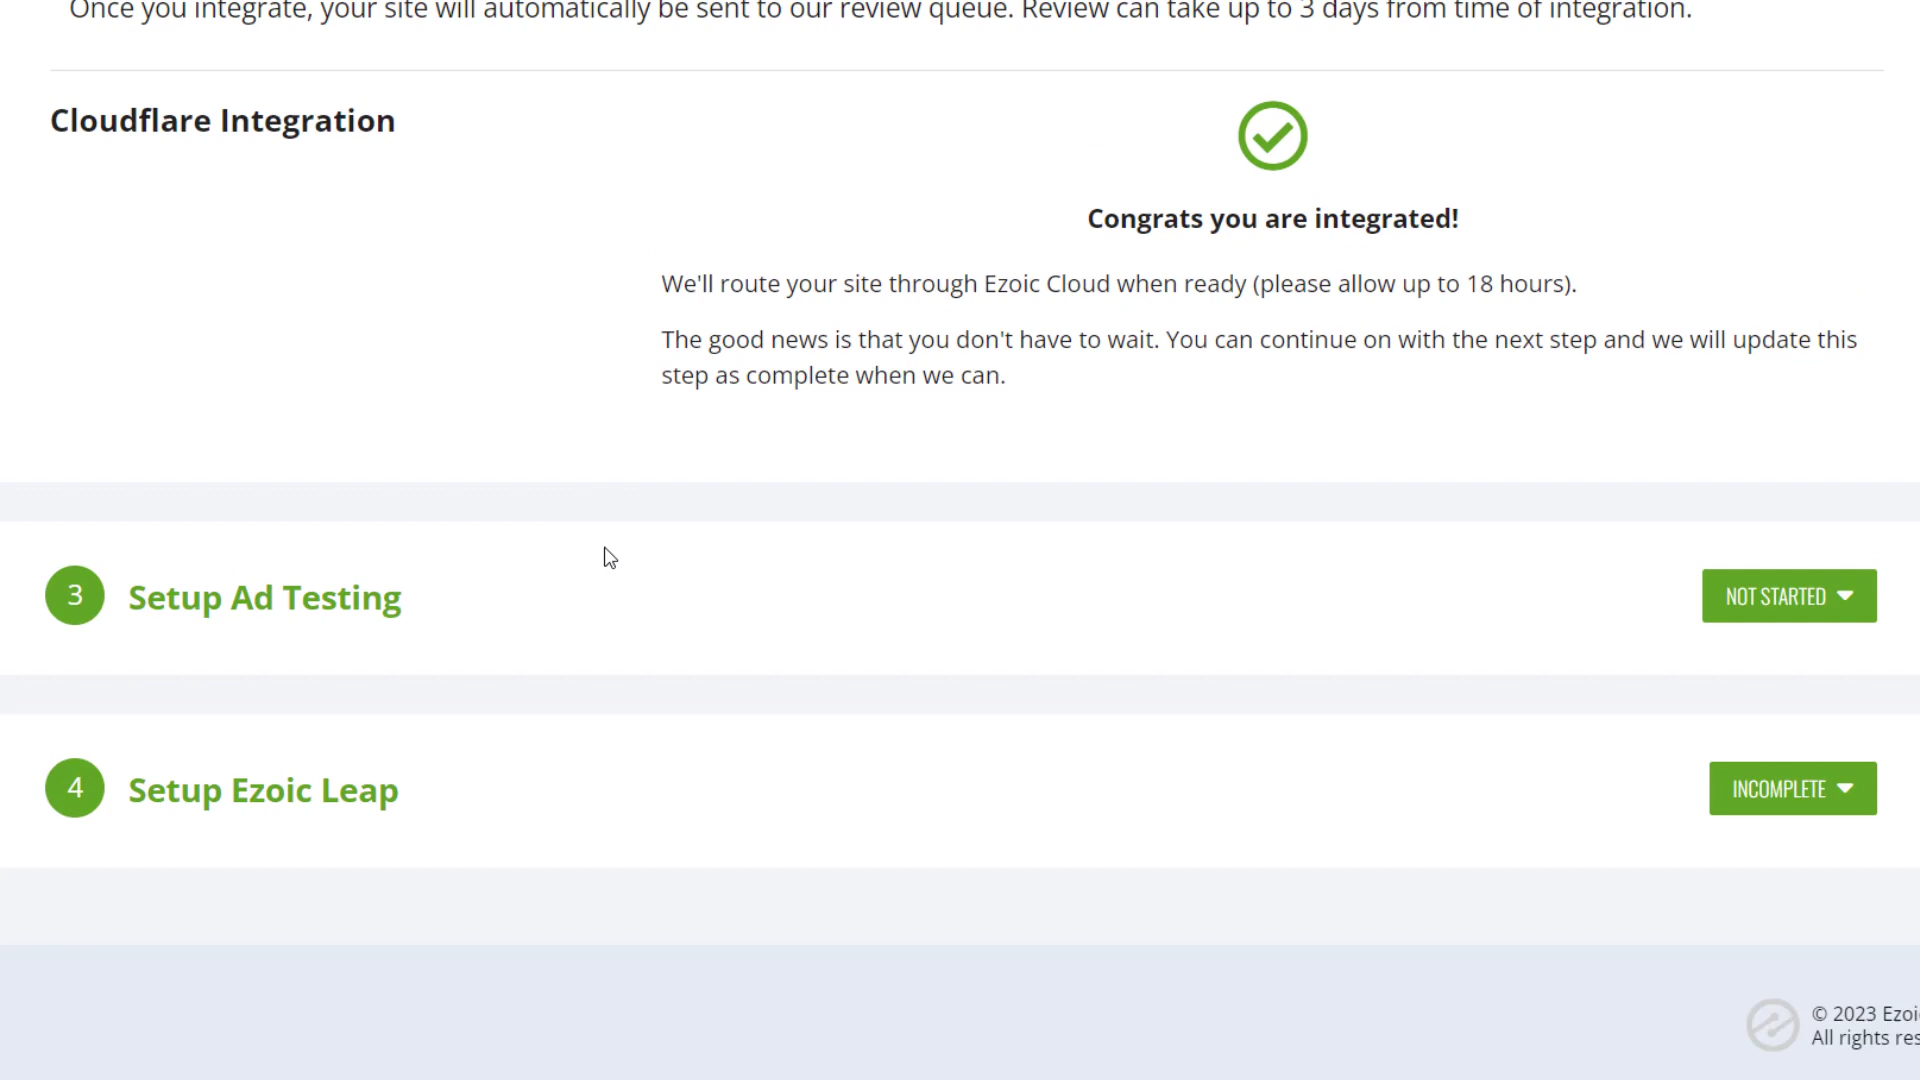 Once you integrate, your site will automatically be sent to our review queue. Review can take up to 3 days from time of integration.
Cloudflare Integration
Congrats you are integrated!
We'll route your site through Ezoic Cloud when ready (please allow up to 18 hours).
The good news is that you don't have to wait. You can continue on with the next step and we will update this
step as complete when we can.
3 Setup Ad Testing
NOT STARTED
4 Setup Ezoic Leap
INCOMPLETE
© 2023 Ezoi
All rights res